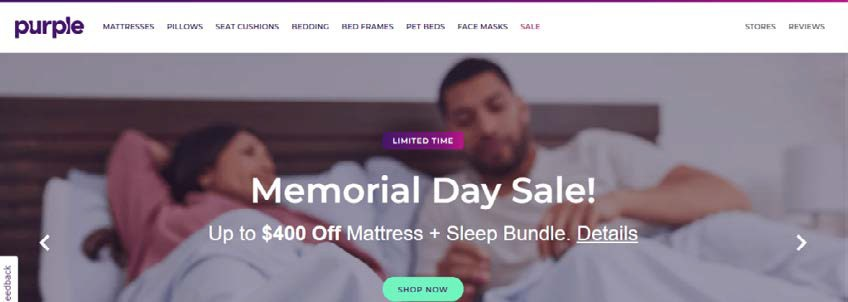 purple MATTRESSES PILLOWS SEAT CUSHIONS BEDDING BED FRAMES PET BEDS FACE MASKS SALE STORES REVIEWS
LIMITED TIME
Memorial Day Sale!
Up to $400 Off Mattress + Sleep Bundle. Details
eedback
SHOP NOW